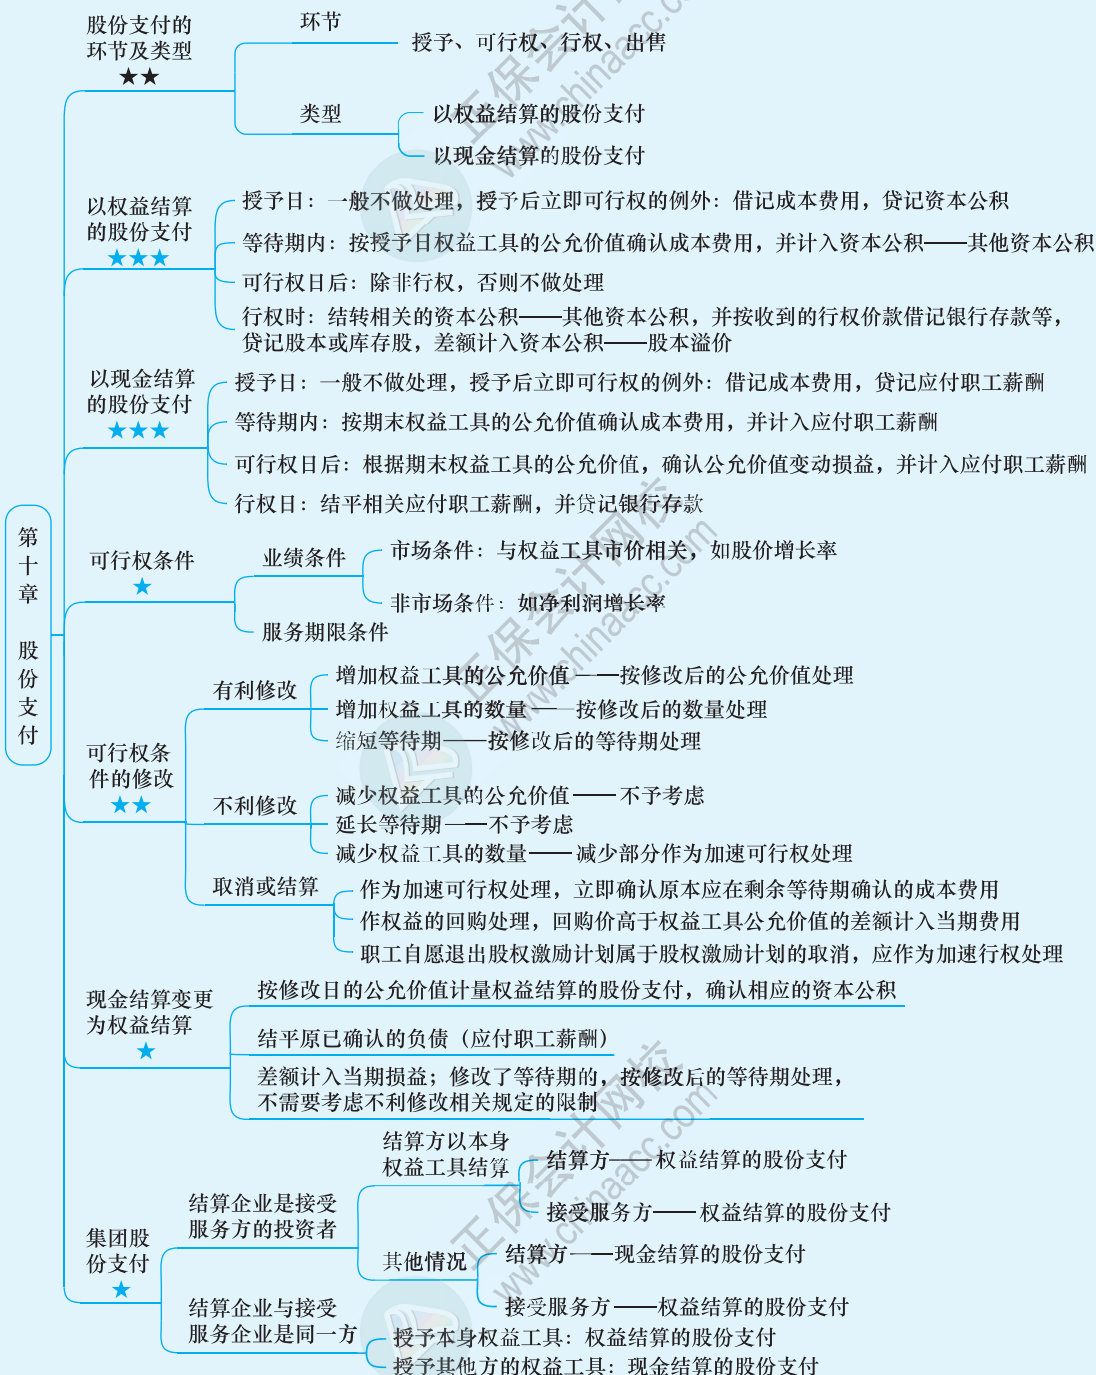 第十章 股份支付
股份支付的
环节及类型
★★
环节
授予、可行权、行权、出售
类型
以权益结算的股份支付
以现金结算的股份支付
以权益结算
的股份支付
★★★
授予日：一般不做处理，授予后立即可行权的例外：借记成本费用，贷记资本公积
等待期内：按授予日权益工具的公允价值确认成本费用，并计入资本公积——其他资本公积
可行权日后：除非行权，否则不做处理
行权时：结转相关的资本公积——其他资本公积，并按收到的行权价款借记银行存款等，
贷记股本或库存股，差额计入资本公积——股本溢价
以现金结算
的股份支付
★★★
授予日：一般不做处理，授予后立即可行权的例外：借记成本费用，贷记应付职工薪酬
等待期内：按期末权益工具的公允价值确认成本费用，并计入应付职工薪酬
可行权日后：根据期末权益工具的公允价值，确认公允价值变动损益，并计入应付职工薪酬
行权日：结平相关应付职工薪酬，并贷记银行存款
可行权条件
★
业绩条件
市场条件：与权益工具市价相关，如股价增长率
非市场条件：如净利润增长率
服务期限条件
可行权条
件的修改
★★
有利修改
增加权益工具的公允价值——按修改后的公允价值处理
增加权益工具的数量——按修改后的数量处理
缩短等待期——按修改后的等待期处理
不利修改
减少权益工具的公允价值——不予考虑
延长等待期——不予考虑
减少权益工具的数量——减少部分作为加速可行权处理
取消或结算
作为加速可行权处理，立即确认原本应在剩余等待期确认的成本费用
作权益的回购处理，回购价高于权益工具公允价值的差额计入当期费用
职工自愿退出股权激励计划属于股权激励计划的取消，应作为加速行权处理
现金结算变更
为权益结算
★
按修改日的公允价值计量权益结算的股份支付，确认相应的资本公积
结平原已确认的负债（应付职工薪酬）
差额计入当期损益；修改了等待期的，按修改后的等待期处理，
不需要考虑不利修改相关规定的限制
集团股
份支付
★
结算企业是接受
服务方的投资者
结算方以本身
权益工具结算
结算方——权益结算的股份支付
接受服务方——权益结算的股份支付
其他情况
结算方——现金结算的股份支付
接受服务方——权益结算的股份支付
结算企业与接受
服务企业是同一方
授予本身权益工具：权益结算的股份支付
授予其他方的权益工具：现金结算的股份支付
正保会计网校
www.chinaacc.com
正保会计网校
www.chinaacc.com
正保会计网校
www.chinaacc.com